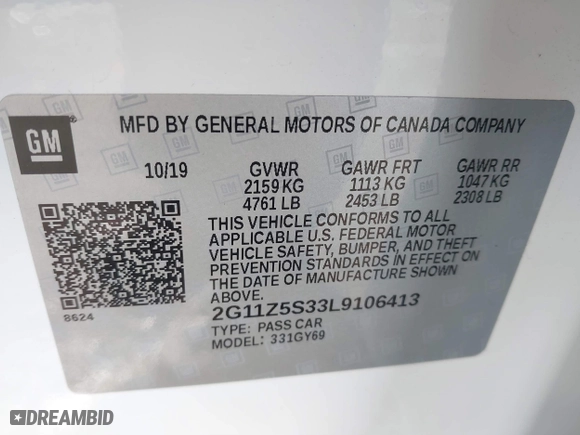 GM
MFD BY GENERAL MOTORS OF CANADA COMPANY
10/19 GVWR GAWR FRT GAWR RR
2159 KG 1113 KG 1047 KG
4761 LB 2453 LB 2308 LB
THIS VEHICLE CONFORMS TO ALL
APPLICABLE U.S. FEDERAL MOTOR
VEHICLE SAFETY, BUMPER, AND THEFT
PREVENTION STANDARDS IN EFFECT ON
THE DATE OF MANUFACTURE SHOWN
ABOVE.
8624
2G11Z5S33L9106413
TYPE: PASS CAR
MODEL: 331GY69
DREAMBID